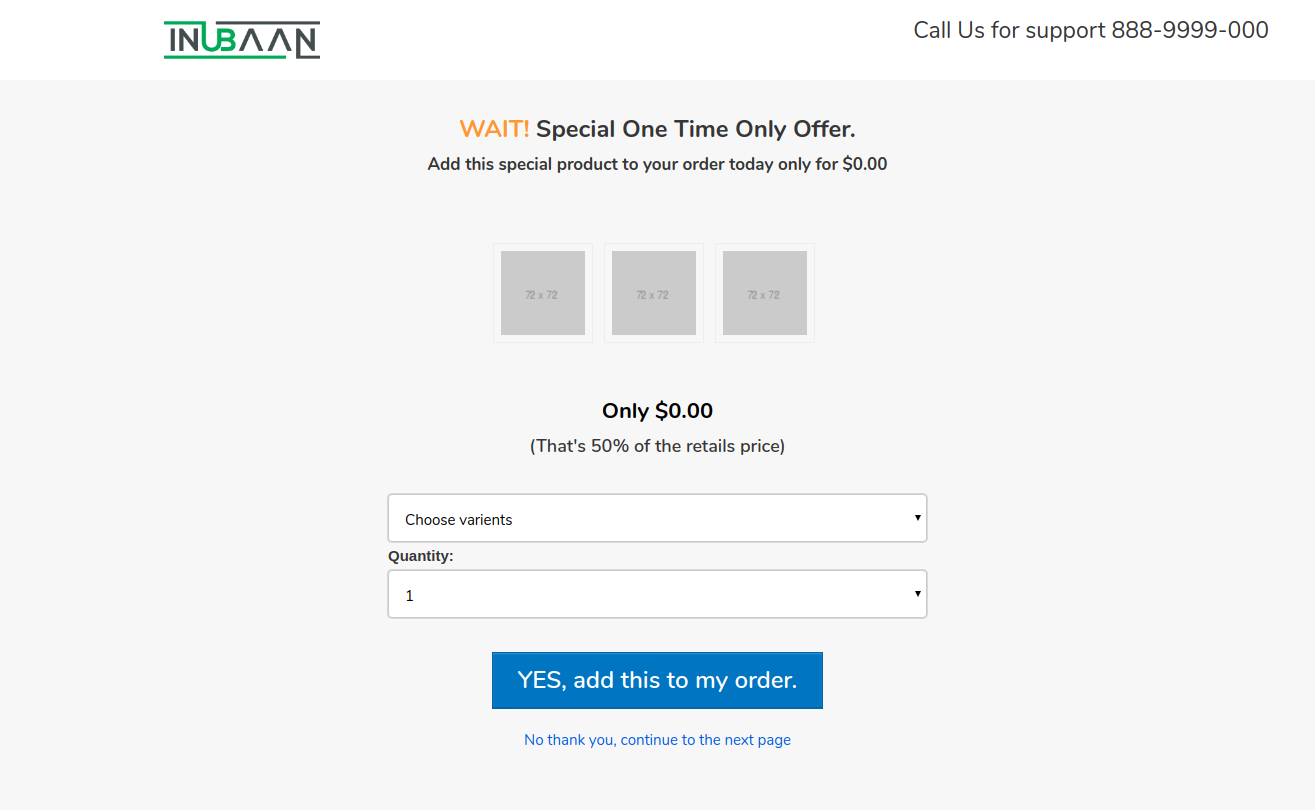 INUBAAN
Call Us for support 888-9999-000
WAIT! Special One Time Only Offer.
Add this special product to your order today only for $0.00
72 x 72
72 x 72
72 x 72
Only $0.00
(That's 50% of the retails price)
Choose varients
Quantity:
1
YES, add this to my order.
No thank you, continue to the next page